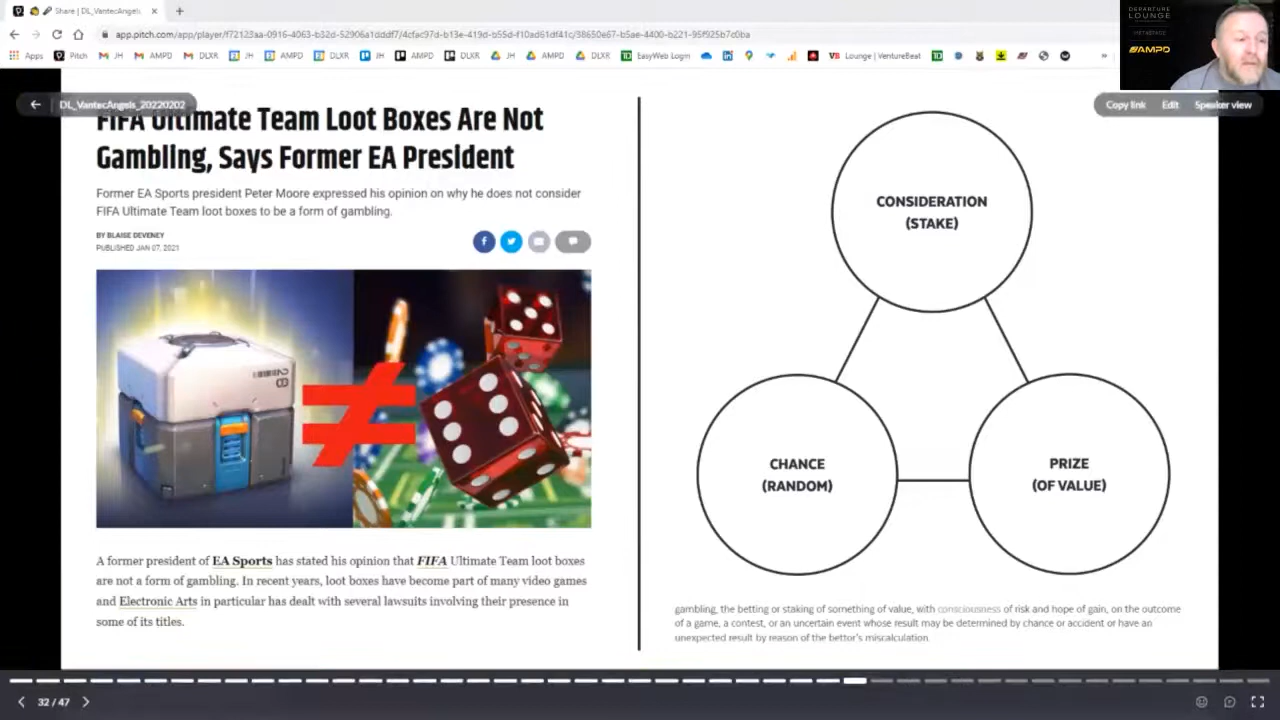 Share | DL_VantecAngels_
app.pitch.com/app/player/f72123aa-0916-4063-b32d-52906a1dddf7/4cfac97d-b13e-419d-b55d-f10ad61df41c/38650e67-b5ae-4400-b221-95f925b7c0ba
Apps Pitch JH AMPD DLXR JH AMPD DLXR JH AMPD DLXR JH AMPD DLXR EasyWeb Login Lounge | VentureBeat
DEPARTURE
LOUNGE
METASTAGE
AMPD
DL_VantecAngels_20220202
Copy link Edit Speaker view
FIFA Ultimate Team Loot Boxes Are Not
Gambling, Says Former EA President
Former EA Sports president Peter Moore expressed his opinion on why he does not consider
FIFA Ultimate Team loot boxes to be a form of gambling.
BY BLAISE DEVENEY
PUBLISHED JAN 07, 2021
A former president of EA Sports has stated his opinion that FIFA Ultimate Team loot boxes
are not a form of gambling. In recent years, loot boxes have become part of many video games
and Electronic Arts in particular has dealt with several lawsuits involving their presence in
some of its titles.
CONSIDERATION
(STAKE)
CHANCE
(RANDOM)
PRIZE
(OF VALUE)
gambling, the betting or staking of something of value, with consciousness of risk and hope of gain, on the outcome
of a game, a contest, or an uncertain event whose result may be determined by chance or accident or have an
unexpected result by reason of the bettor's miscalculation.
32 / 47